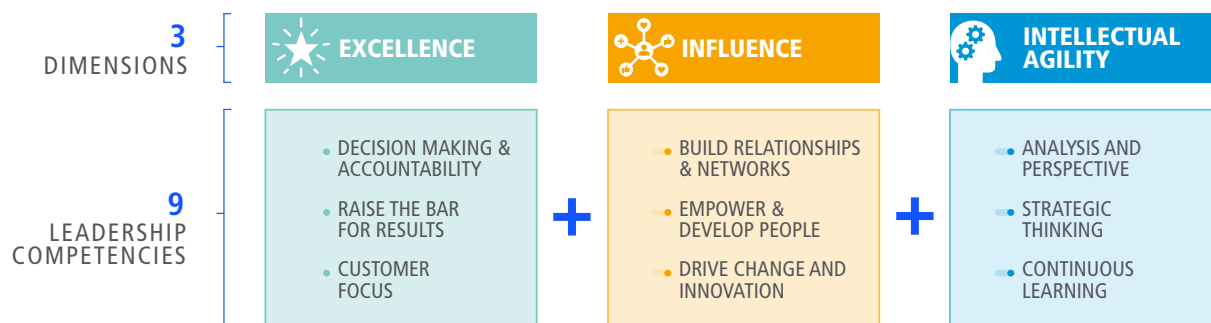 3
DIMENSIONS
EXCELLENCE
INFLUENCE
INTELLECTUAL
AGILITY
9
LEADERSHIP
COMPETENCIES
DECISION MAKING &
ACCOUNTABILITY
RAISE THE BAR
FOR RESULTS
CUSTOMER
FOCUS
+
BUILD RELATIONSHIPS
& NETWORKS
EMPOWER &
DEVELOP PEOPLE
DRIVE CHANGE AND
INNOVATION
+
ANALYSIS AND
PERSPECTIVE
STRATEGIC
THINKING
CONTINUOUS
LEARNING